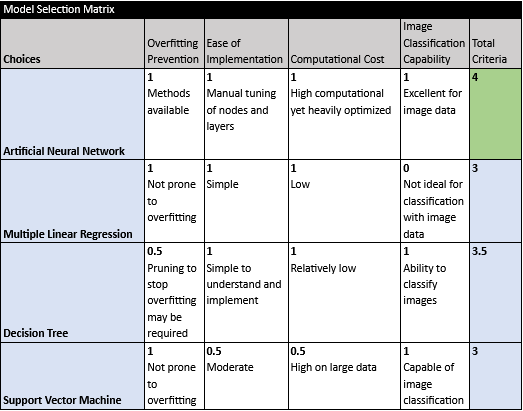 Model Selection Matrix
Choices
Overfitting
Prevention
Ease of
Implementation
Computational Cost
Image
Classification
Capability
Total
Criteria
Artificial Neural Network
1
Methods
available
1
Manual tuning
of nodes and
layers
1
High computational
yet heavily optimized
1
Excellent for
image data
4
Multiple Linear Regression
1
Not prone
to
overfitting
1
Simple
1
Low
0
Not ideal for
classification
with image
data
3
Decision Tree
0.5
Pruning to
stop
overfitting
may be
required
1
Simple to
understand and
implement
1
Relatively low
1
Ability to
classify
images
3.5
Support Vector Machine
1
Not prone
to
overfitting
0.5
Moderate
0.5
High on large data
1
Capable of
image
classification
3